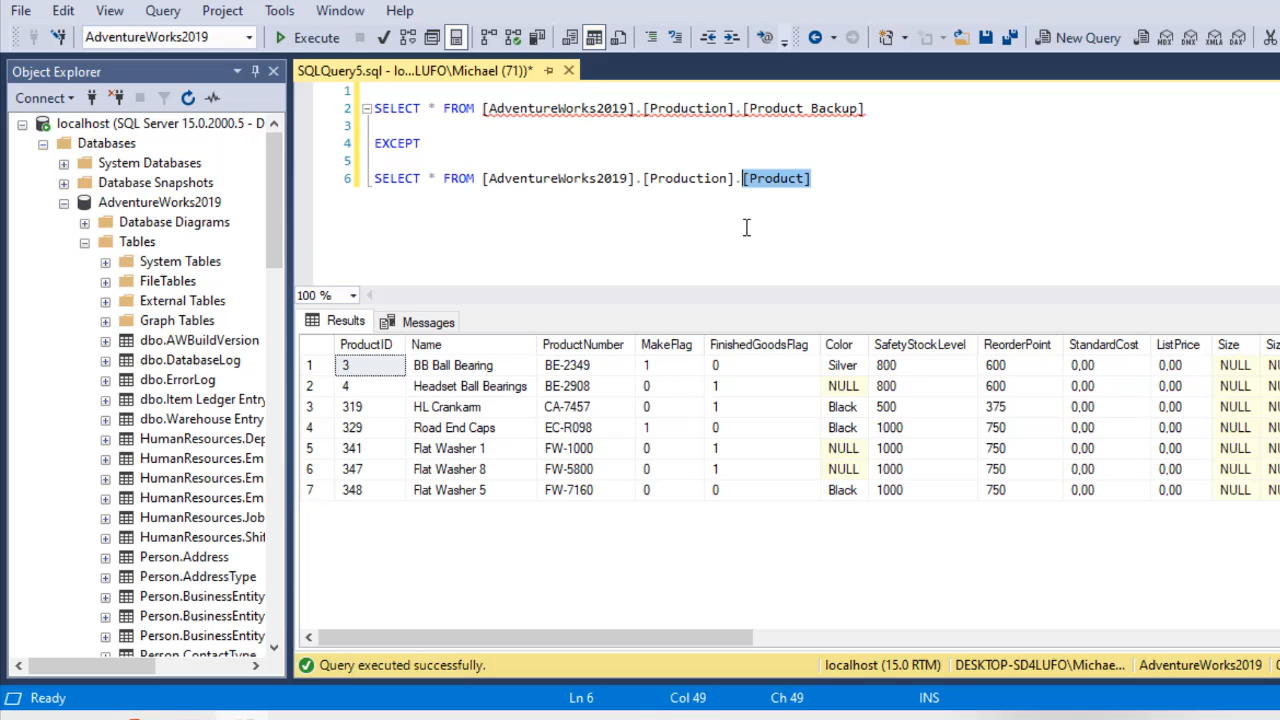 File Edit View Query Project Tools Window Help
AdventureWorks2019 Execute New Query
Object Explorer
SQLQuery5.sql - lo...LUFO\Michael (71))*
Connect
localhost (SQL Server 15.0.2000.5 - D
Databases
System Databases
Database Snapshots
AdventureWorks2019
Database Diagrams
Tables
System Tables
FileTables
External Tables
Graph Tables
dbo.AWBuildVersion
dbo.DatabaseLog
dbo.ErrorLog
dbo.Item Ledger Entry
dbo.Warehouse Entry
HumanResources.Dep
HumanResources.Em
HumanResources.Em
HumanResources.Em
HumanResources.Job
HumanResources.Shif
Person.Address
Person.AddressType
Person.BusinessEntity
Person.BusinessEntity
Person.BusinessEntity
Person.ContactType
1
2 SELECT * FROM [AdventureWorks2019].[Production].[Product_Backup]
3
4 EXCEPT
5
6 SELECT * FROM [AdventureWorks2019].[Production].[Product]
100 %
Results Messages
ProductID Name ProductNumber MakeFlag FinishedGoodsFlag Color SafetyStockLevel ReorderPoint StandardCost ListPrice Size Siz
1 3 BB Ball Bearing BE-2349 1 0 Silver 800 600 0,00 0,00 NULL NU
2 4 Headset Ball Bearings BE-2908 0 1 NULL 800 600 0,00 0,00 NULL NU
3 319 HL Crankarm CA-7457 0 1 Black 500 375 0,00 0,00 NULL NU
4 329 Road End Caps EC-R098 1 0 Black 1000 750 0,00 0,00 NULL NU
5 341 Flat Washer 1 FW-1000 0 1 NULL 1000 750 0,00 0,00 NULL NU
6 347 Flat Washer 8 FW-5800 0 1 NULL 1000 750 0,00 0,00 NULL NU
7 348 Flat Washer 5 FW-7160 0 0 Black 1000 750 0,00 0,00 NULL NU
Query executed successfully. localhost (15.0 RTM) DESKTOP-SD4LUFO\Michae... AdventureWorks2019
Ready Ln 6 Col 49 Ch 49 INS